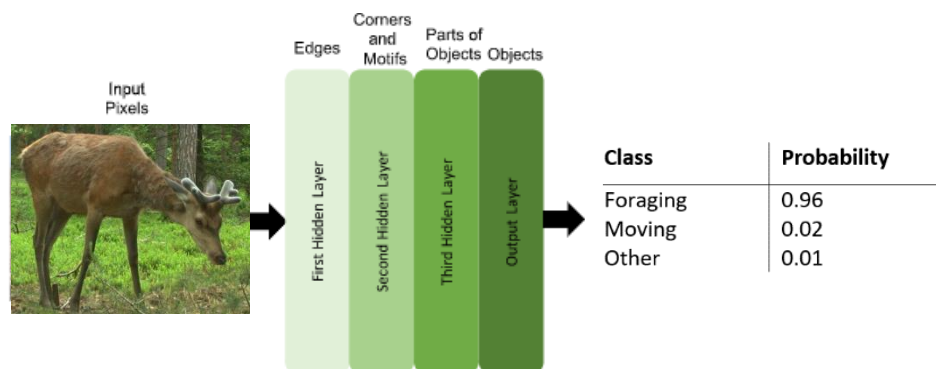 Input
Pixels
Edges
Corners
and
Motifs
Parts of
Objects
Objects
First Hidden Layer
Second Hidden Layer
Third Hidden Layer
Output Layer
Class Probability
Foraging 0.96
Moving 0.02
Other 0.01